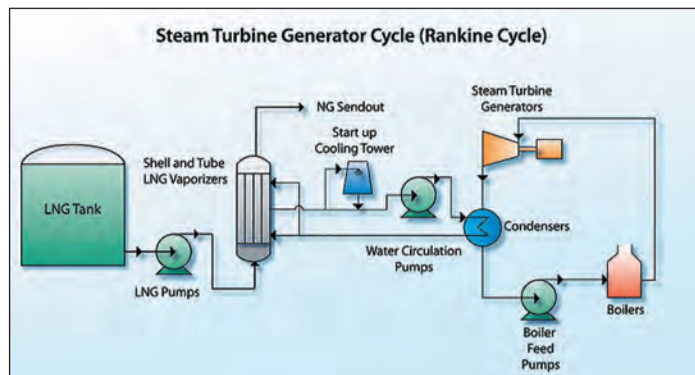 Steam Turbine Generator Cycle (Rankine Cycle)
Steam Turbine
Generators
NG Sendout
Start up
Cooling Tower
Shell and Tube
LNG Vaporizers
LNG Tank
Condensers
Water Circulation
Pumps
LNG Pumps
Boilers
Boiler
Feed
Pumps